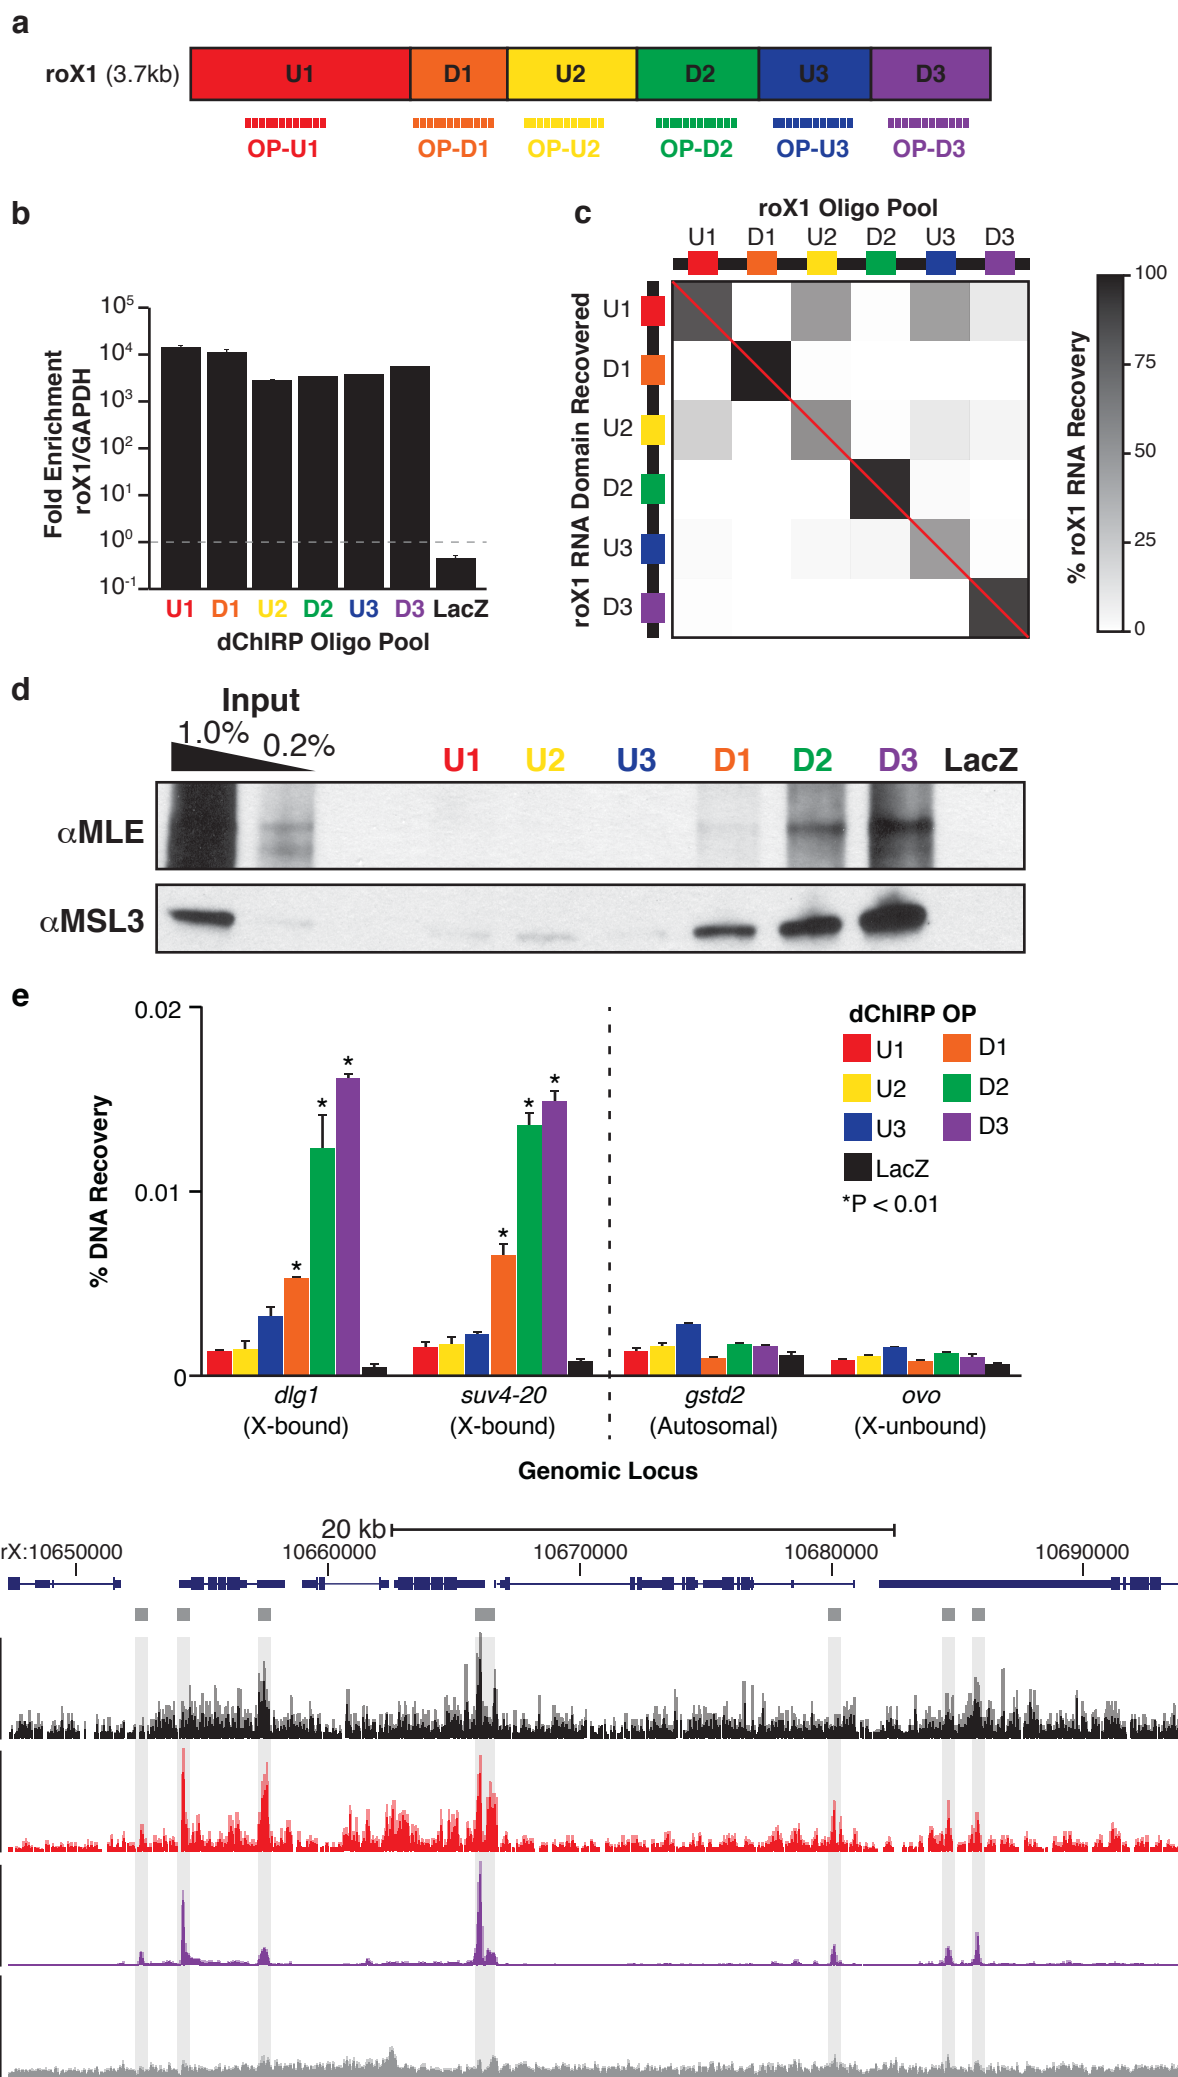 a
roX1 (3.7kb)
U1 D1 U2 D2 U3 D3
OP-U1 OP-D1 OP-U2 OP-D2 OP-U3 OP-D3
b
Fold Enrichment
roX1/GAPDH
10⁵
10⁴
10³
10²
10¹
10⁰
10⁻¹
U1 D1 U2 D2 U3 D3 LacZ
dChIRP Oligo Pool
c
roX1 Oligo Pool
U1 D1 U2 D2 U3 D3
roX1 RNA Domain Recovered
U1
D1
U2
D2
U3
D3
% roX1 RNA Recovery
100
75
50
25
0
d
Input
1.0% 0.2%
U1 U2 U3 D1 D2 D3 LacZ
αMLE
αMSL3
e
% DNA Recovery
0.02
0.01
0
* * * * * *
dChIRP OP
U1 D1
U2 D2
U3 D3
LacZ
*P < 0.01
dlg1 suv4-20 gstd2 ovo
(X-bound) (X-bound) (Autosomal) (X-unbound)
Genomic Locus
20 kb
rX:10650000 10660000 10670000 10680000 10690000